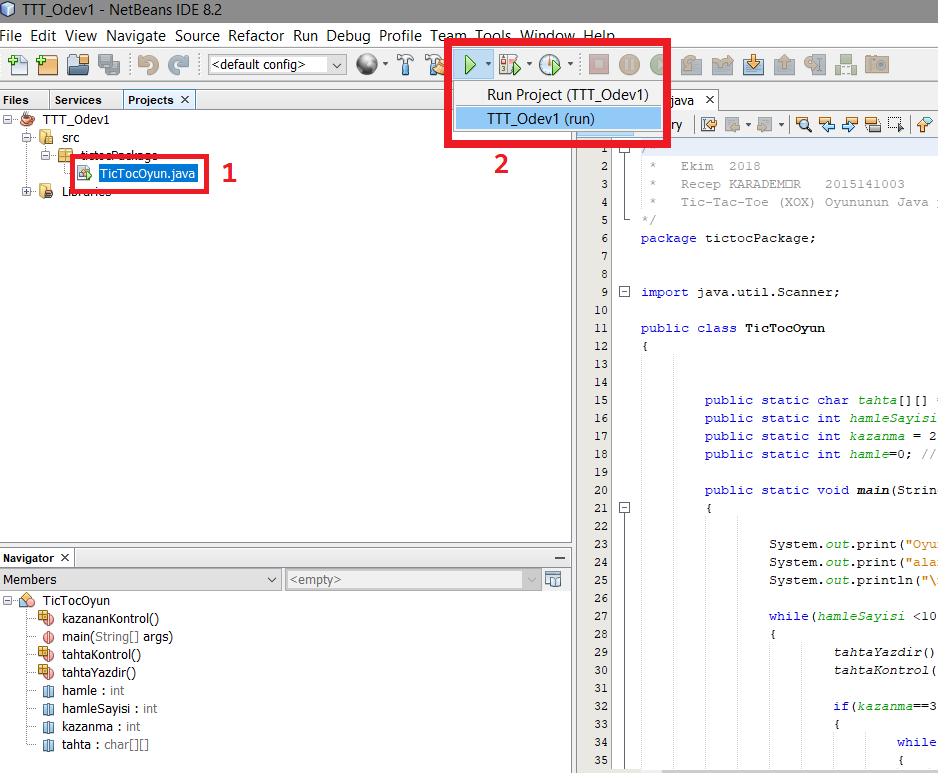 TTT_Odev1 - NetBeans IDE 8.2
File Edit View Navigate Source Refactor Run Debug Profile Team Tools Window Help
<default config>
Run Project (TTT_Odev1)
TTT_Odev1 (run)
2
Files Services Projects
TTT_Odev1
src
tictocPackage
TicTocOyun.java
1
Libraries
Navigator
Members <empty>
TicTocOyun
kazananKontrol()
main(String[] args)
tahtaKontrol()
tahtaYazdir()
hamle : int
hamleSayisi : int
kazanma : int
tahta : char[][]
java
ry
1 /*
2 * Ekim 2018
3 * Recep KARADEM□R 2015141003
4 * Tic-Tac-Toe (XOX) Oyununun Java
5 */
6 package tictocPackage;
7
8
9 import java.util.Scanner;
10
11 public class TicTocOyun
12 {
13
14
15 public static char tahta[][]
16 public static int hamleSayisi
17 public static int kazanma = 2
18 public static int hamle=0; //
19
20 public static void main(Strin
21 {
22
23 System.out.print("Oyu
24 System.out.print("ala
25 System.out.println("\
26
27 while(hamleSayisi <10
28 {
29 tahtaYazdir()
30 tahtaKontrol(
31
32 if(kazanma==3
33 {
34 while
35 {